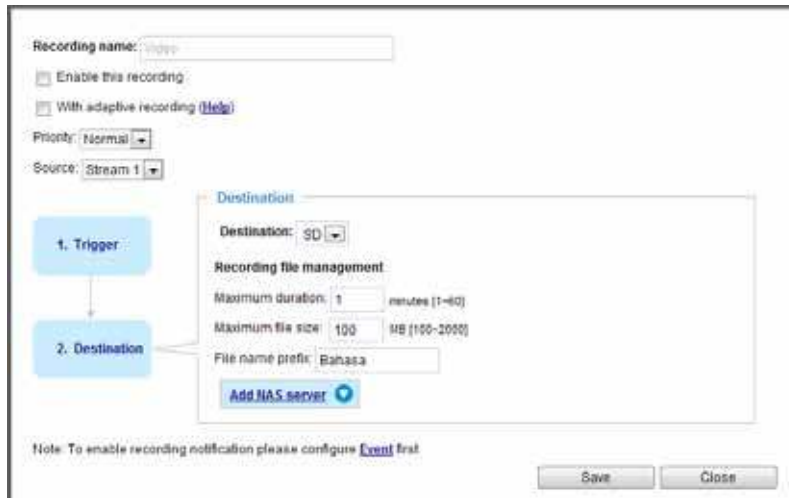 Recording name: Video
Enable this recording
With adaptive recording (Help)
Priority: Normal
Source: Stream 1
Destination
1. Trigger
Destination: SD
Recording file management
Maximum duration: 1 minutes [1~60]
Maximum file size: 100 MB [100~2000]
2. Destination
File name prefix: Bahasa
Add NAS server
Note: To enable recording notification please configure Event first
Save Close